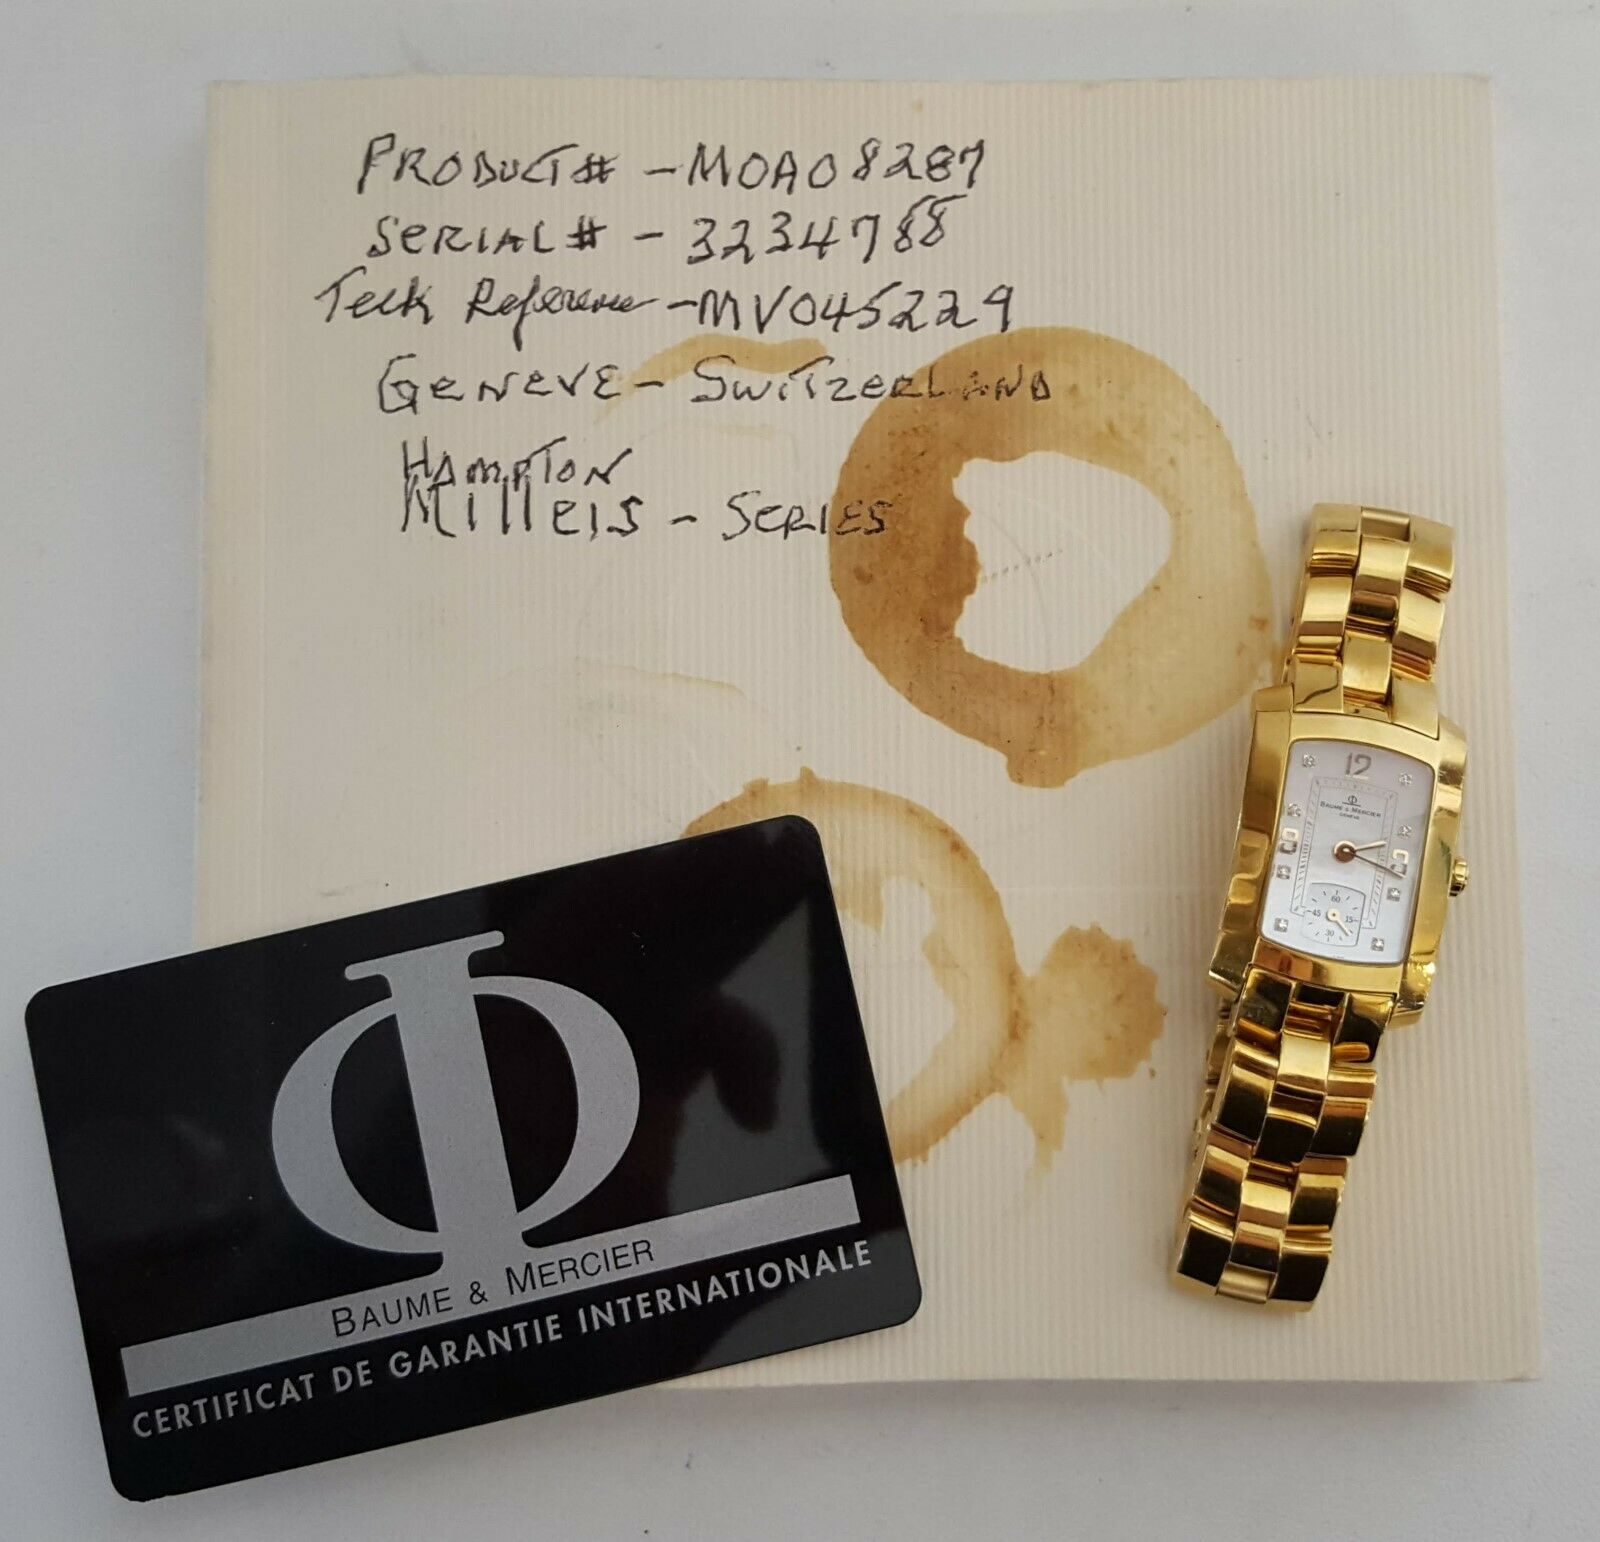 PRODUCT# - MOA08287
SERIAL# - 3234788
Teck Reference - MV045229
GENEVE - SWITZERLAND
HAMPTON
Milleis - SERIES
12
BAUME & MERCIER
GENEVE
60
45 15
30
BAUME & MERCIER
CERTIFICAT DE GARANTIE INTERNATIONALE